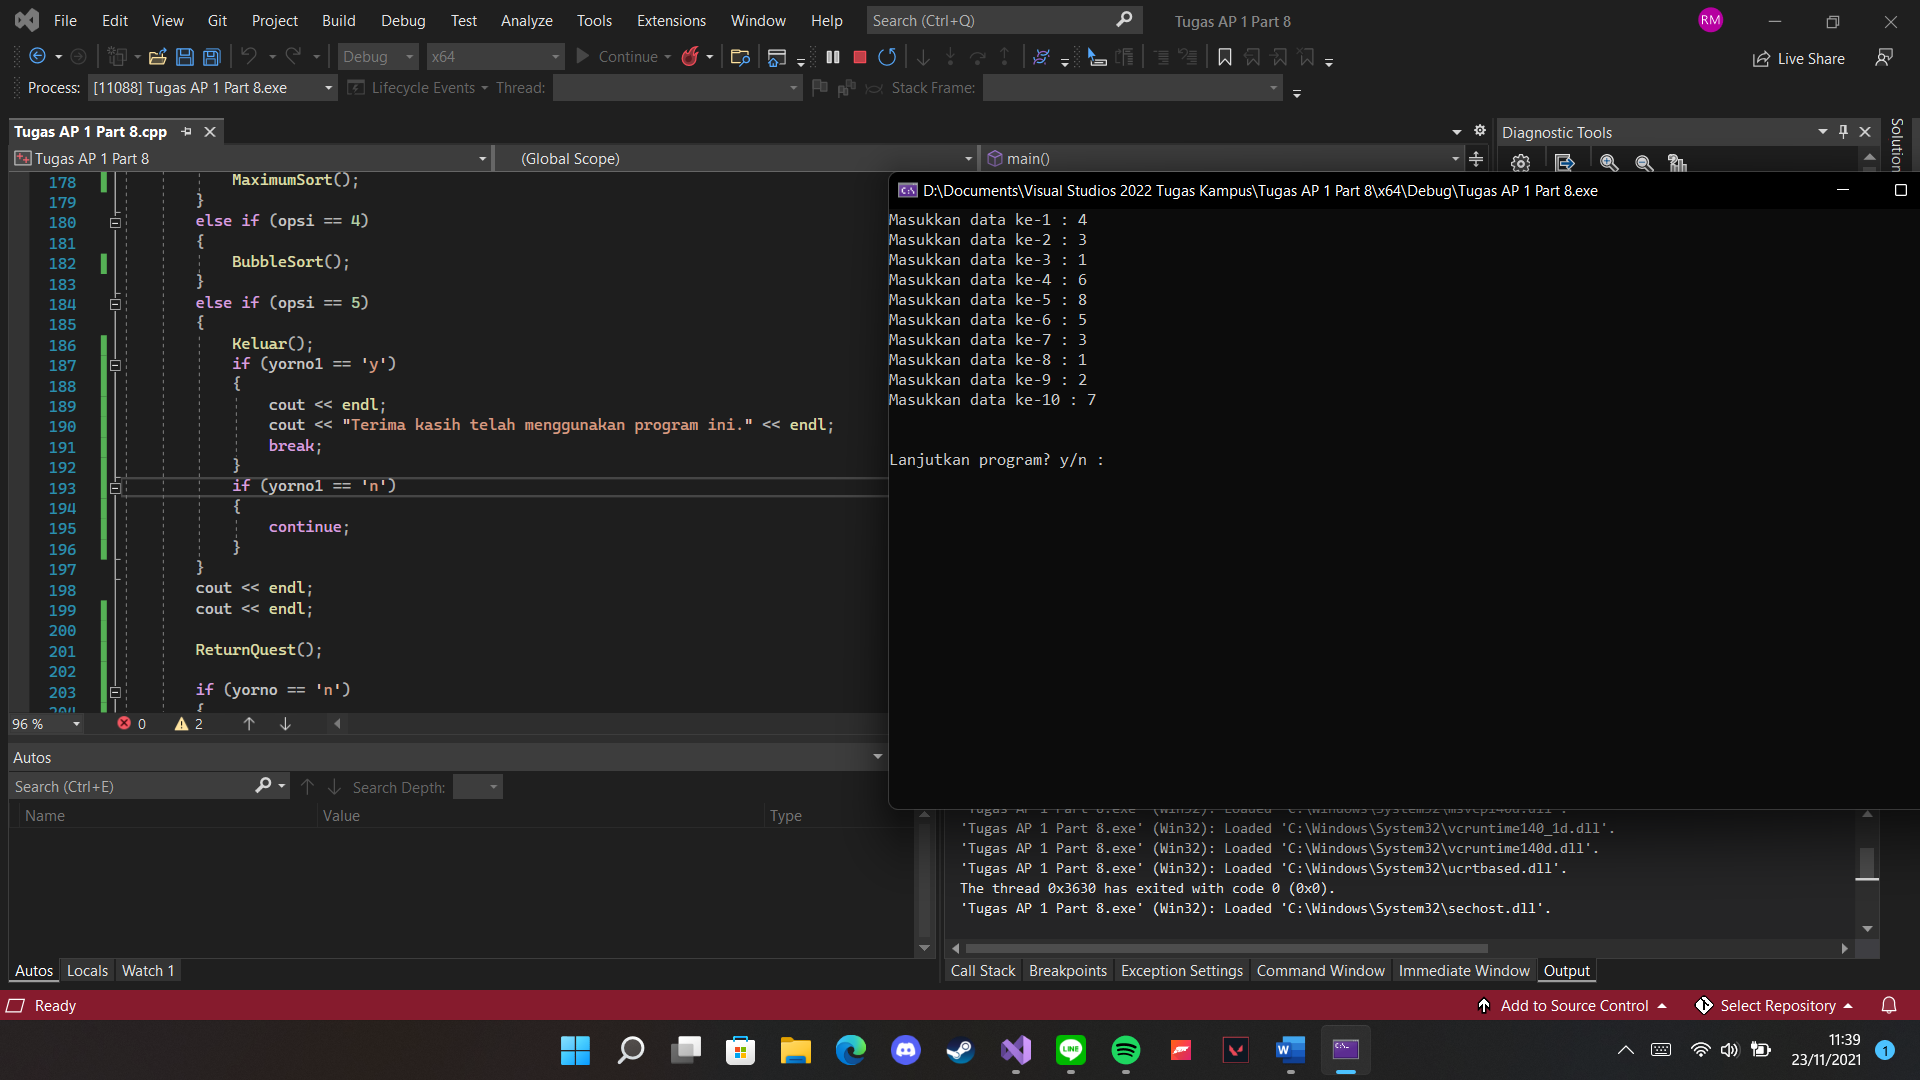 File Edit View Git Project Build Debug Test Analyze Tools Extensions Window Help Search (Ctrl+Q) Tugas AP 1 Part 8 RM
Debug x64 Continue Live Share
Process: [11088] Tugas AP 1 Part 8.exe Lifecycle Events Thread: Stack Frame:
Tugas AP 1 Part 8.cpp
Tugas AP 1 Part 8 (Global Scope) main()
178 MaximumSort();
179 }
180 else if (opsi == 4)
181 {
182 BubbleSort();
183 }
184 else if (opsi == 5)
185 {
186 Keluar();
187 if (yorno1 == 'y')
188 {
189 cout << endl;
190 cout << "Terima kasih telah menggunakan program ini." << endl;
191 break;
192 }
193 if (yorno1 == 'n')
194 {
195 continue;
196 }
197 }
198 cout << endl;
199 cout << endl;
200
201 ReturnQuest();
202
203 if (yorno == 'n')
204 {
96 % 0 2
Diagnostic Tools
Solution
D:\Documents\Visual Studios 2022 Tugas Kampus\Tugas AP 1 Part 8\x64\Debug\Tugas AP 1 Part 8.exe
Masukkan data ke-1 : 4
Masukkan data ke-2 : 3
Masukkan data ke-3 : 1
Masukkan data ke-4 : 6
Masukkan data ke-5 : 8
Masukkan data ke-6 : 5
Masukkan data ke-7 : 3
Masukkan data ke-8 : 1
Masukkan data ke-9 : 2
Masukkan data ke-10 : 7
Lanjutkan program? y/n :
Autos
Search (Ctrl+E) Search Depth:
Name Value Type
Autos Locals Watch 1
'Tugas AP 1 Part 8.exe' (Win32): Loaded 'C:\Windows\System32\msvcp140d.dll'.
'Tugas AP 1 Part 8.exe' (Win32): Loaded 'C:\Windows\System32\vcruntime140_1d.dll'.
'Tugas AP 1 Part 8.exe' (Win32): Loaded 'C:\Windows\System32\vcruntime140d.dll'.
'Tugas AP 1 Part 8.exe' (Win32): Loaded 'C:\Windows\System32\ucrtbased.dll'.
The thread 0x3630 has exited with code 0 (0x0).
'Tugas AP 1 Part 8.exe' (Win32): Loaded 'C:\Windows\System32\sechost.dll'.
Call Stack Breakpoints Exception Settings Command Window Immediate Window Output
Ready Add to Source Control Select Repository
LINE
11:39
23/11/2021 1